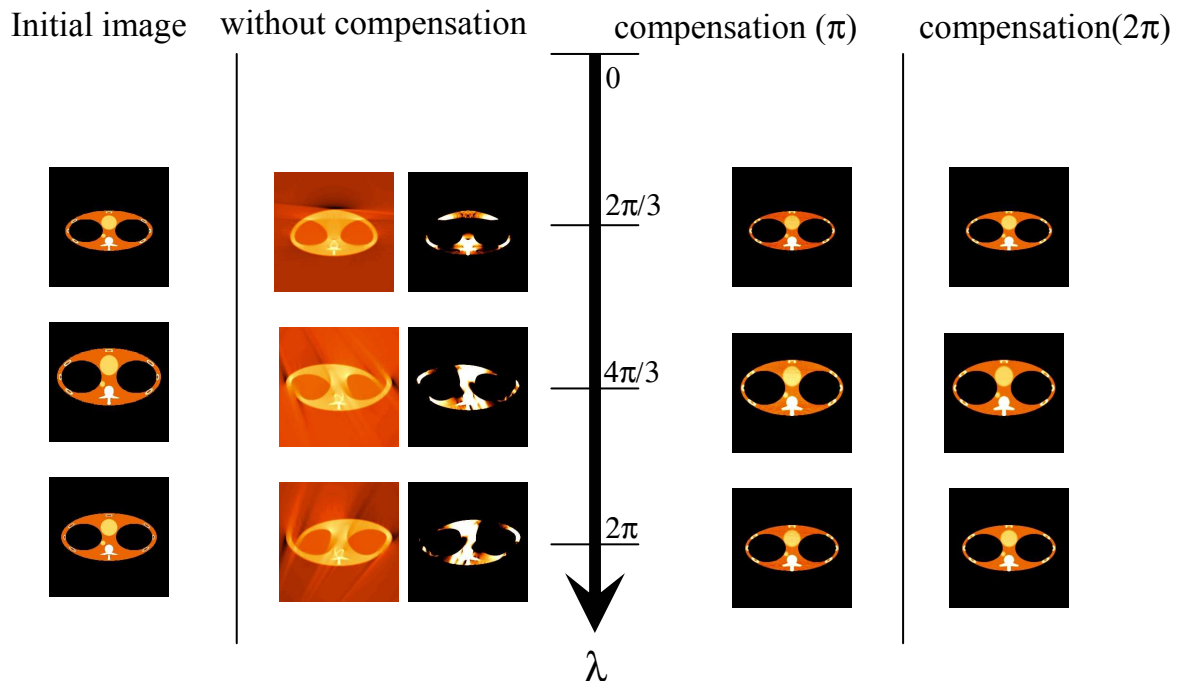 Initial image
without compensation
compensation (π)
compensation(2π)
0
2π/3
4π/3
2π
λ